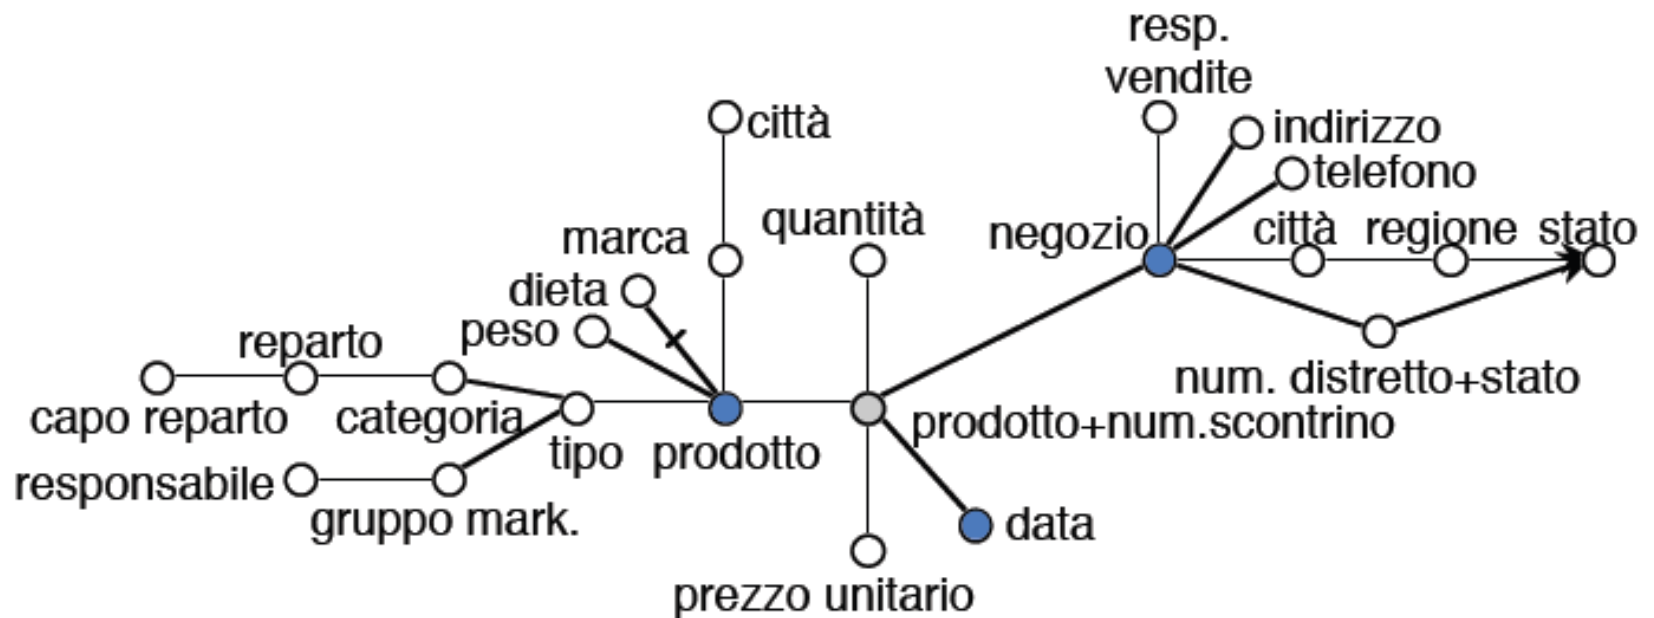 resp.
vendite
città
indirizzo
telefono
marca
quantità
negozio
città
regione
stato
dieta
peso
reparto
capo reparto
categoria
tipo
prodotto
prodotto+num.scontrino
num. distretto+stato
responsabile
gruppo mark.
data
prezzo unitario